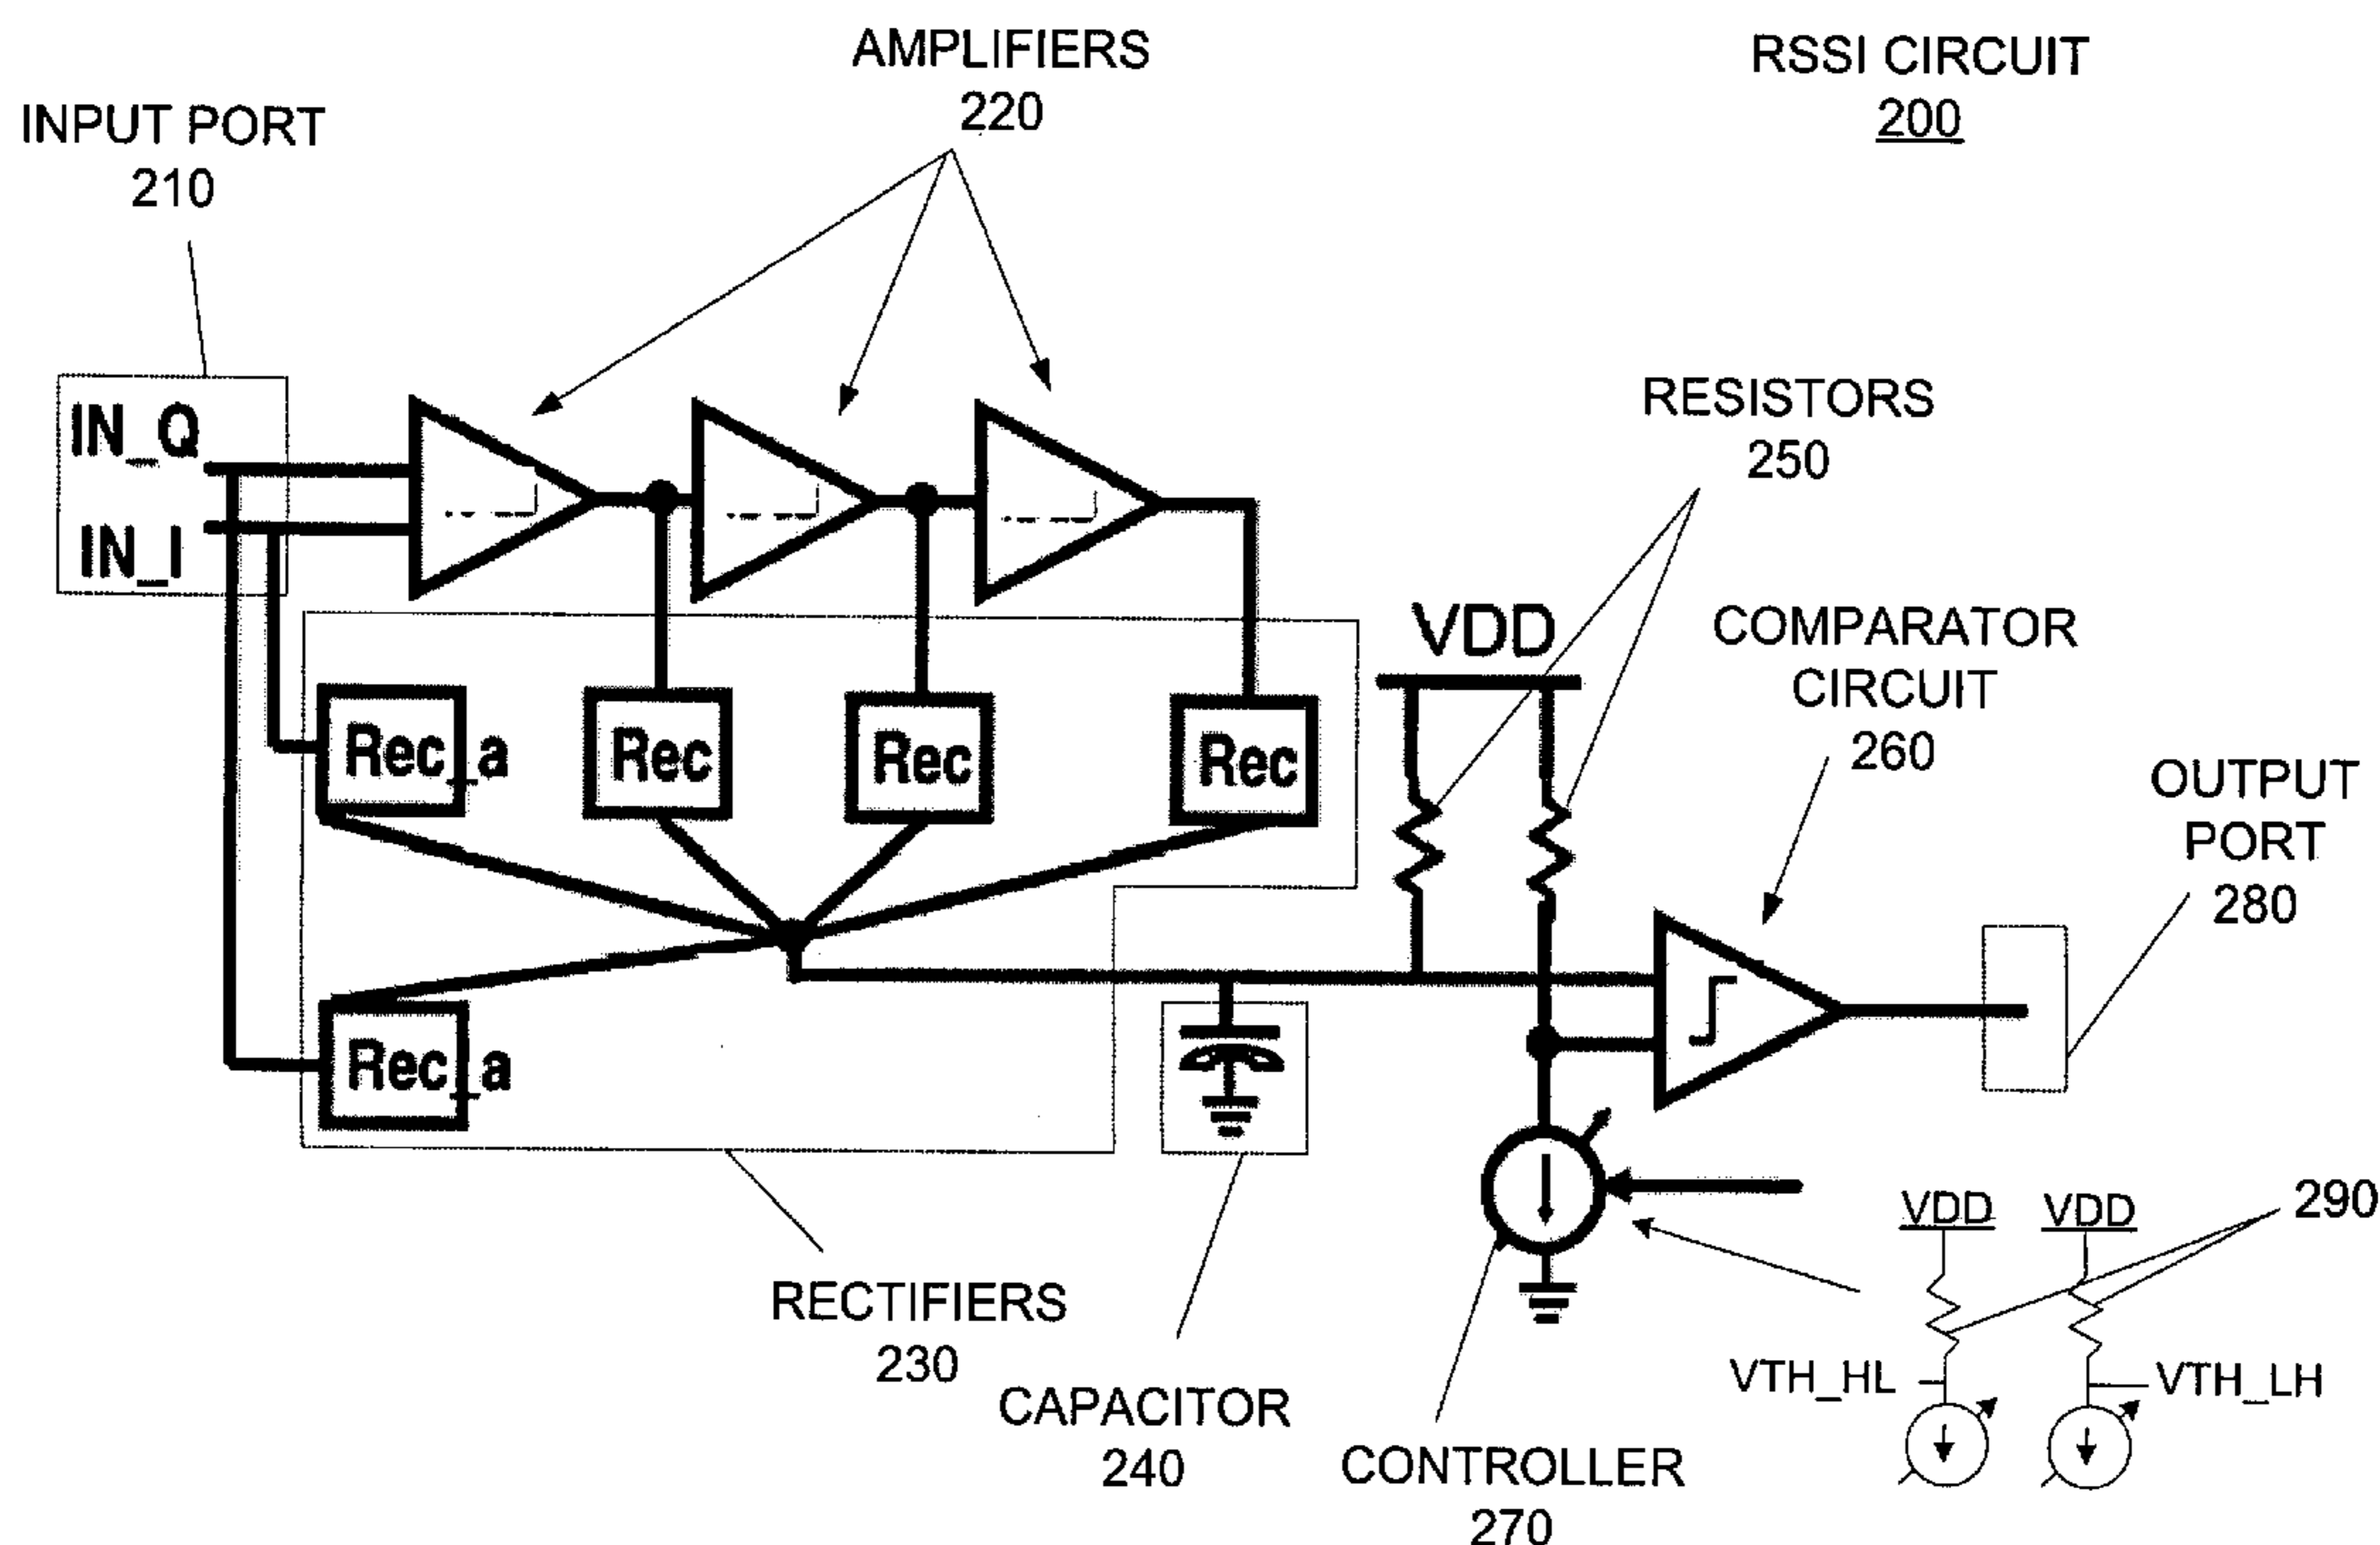 AMPLIFIERS
220
RSSI CIRCUIT
200
INPUT PORT
210
IN_Q
IN_I
RESISTORS
250
VDD
COMPARATOR
CIRCUIT
260
OUTPUT
PORT
280
Rec_a
Rec
Rec
Rec
Rec_a
RECTIFIERS
230
CAPACITOR
240
CONTROLLER
270
VDD
VDD
290
VTH_HL
VTH_LH